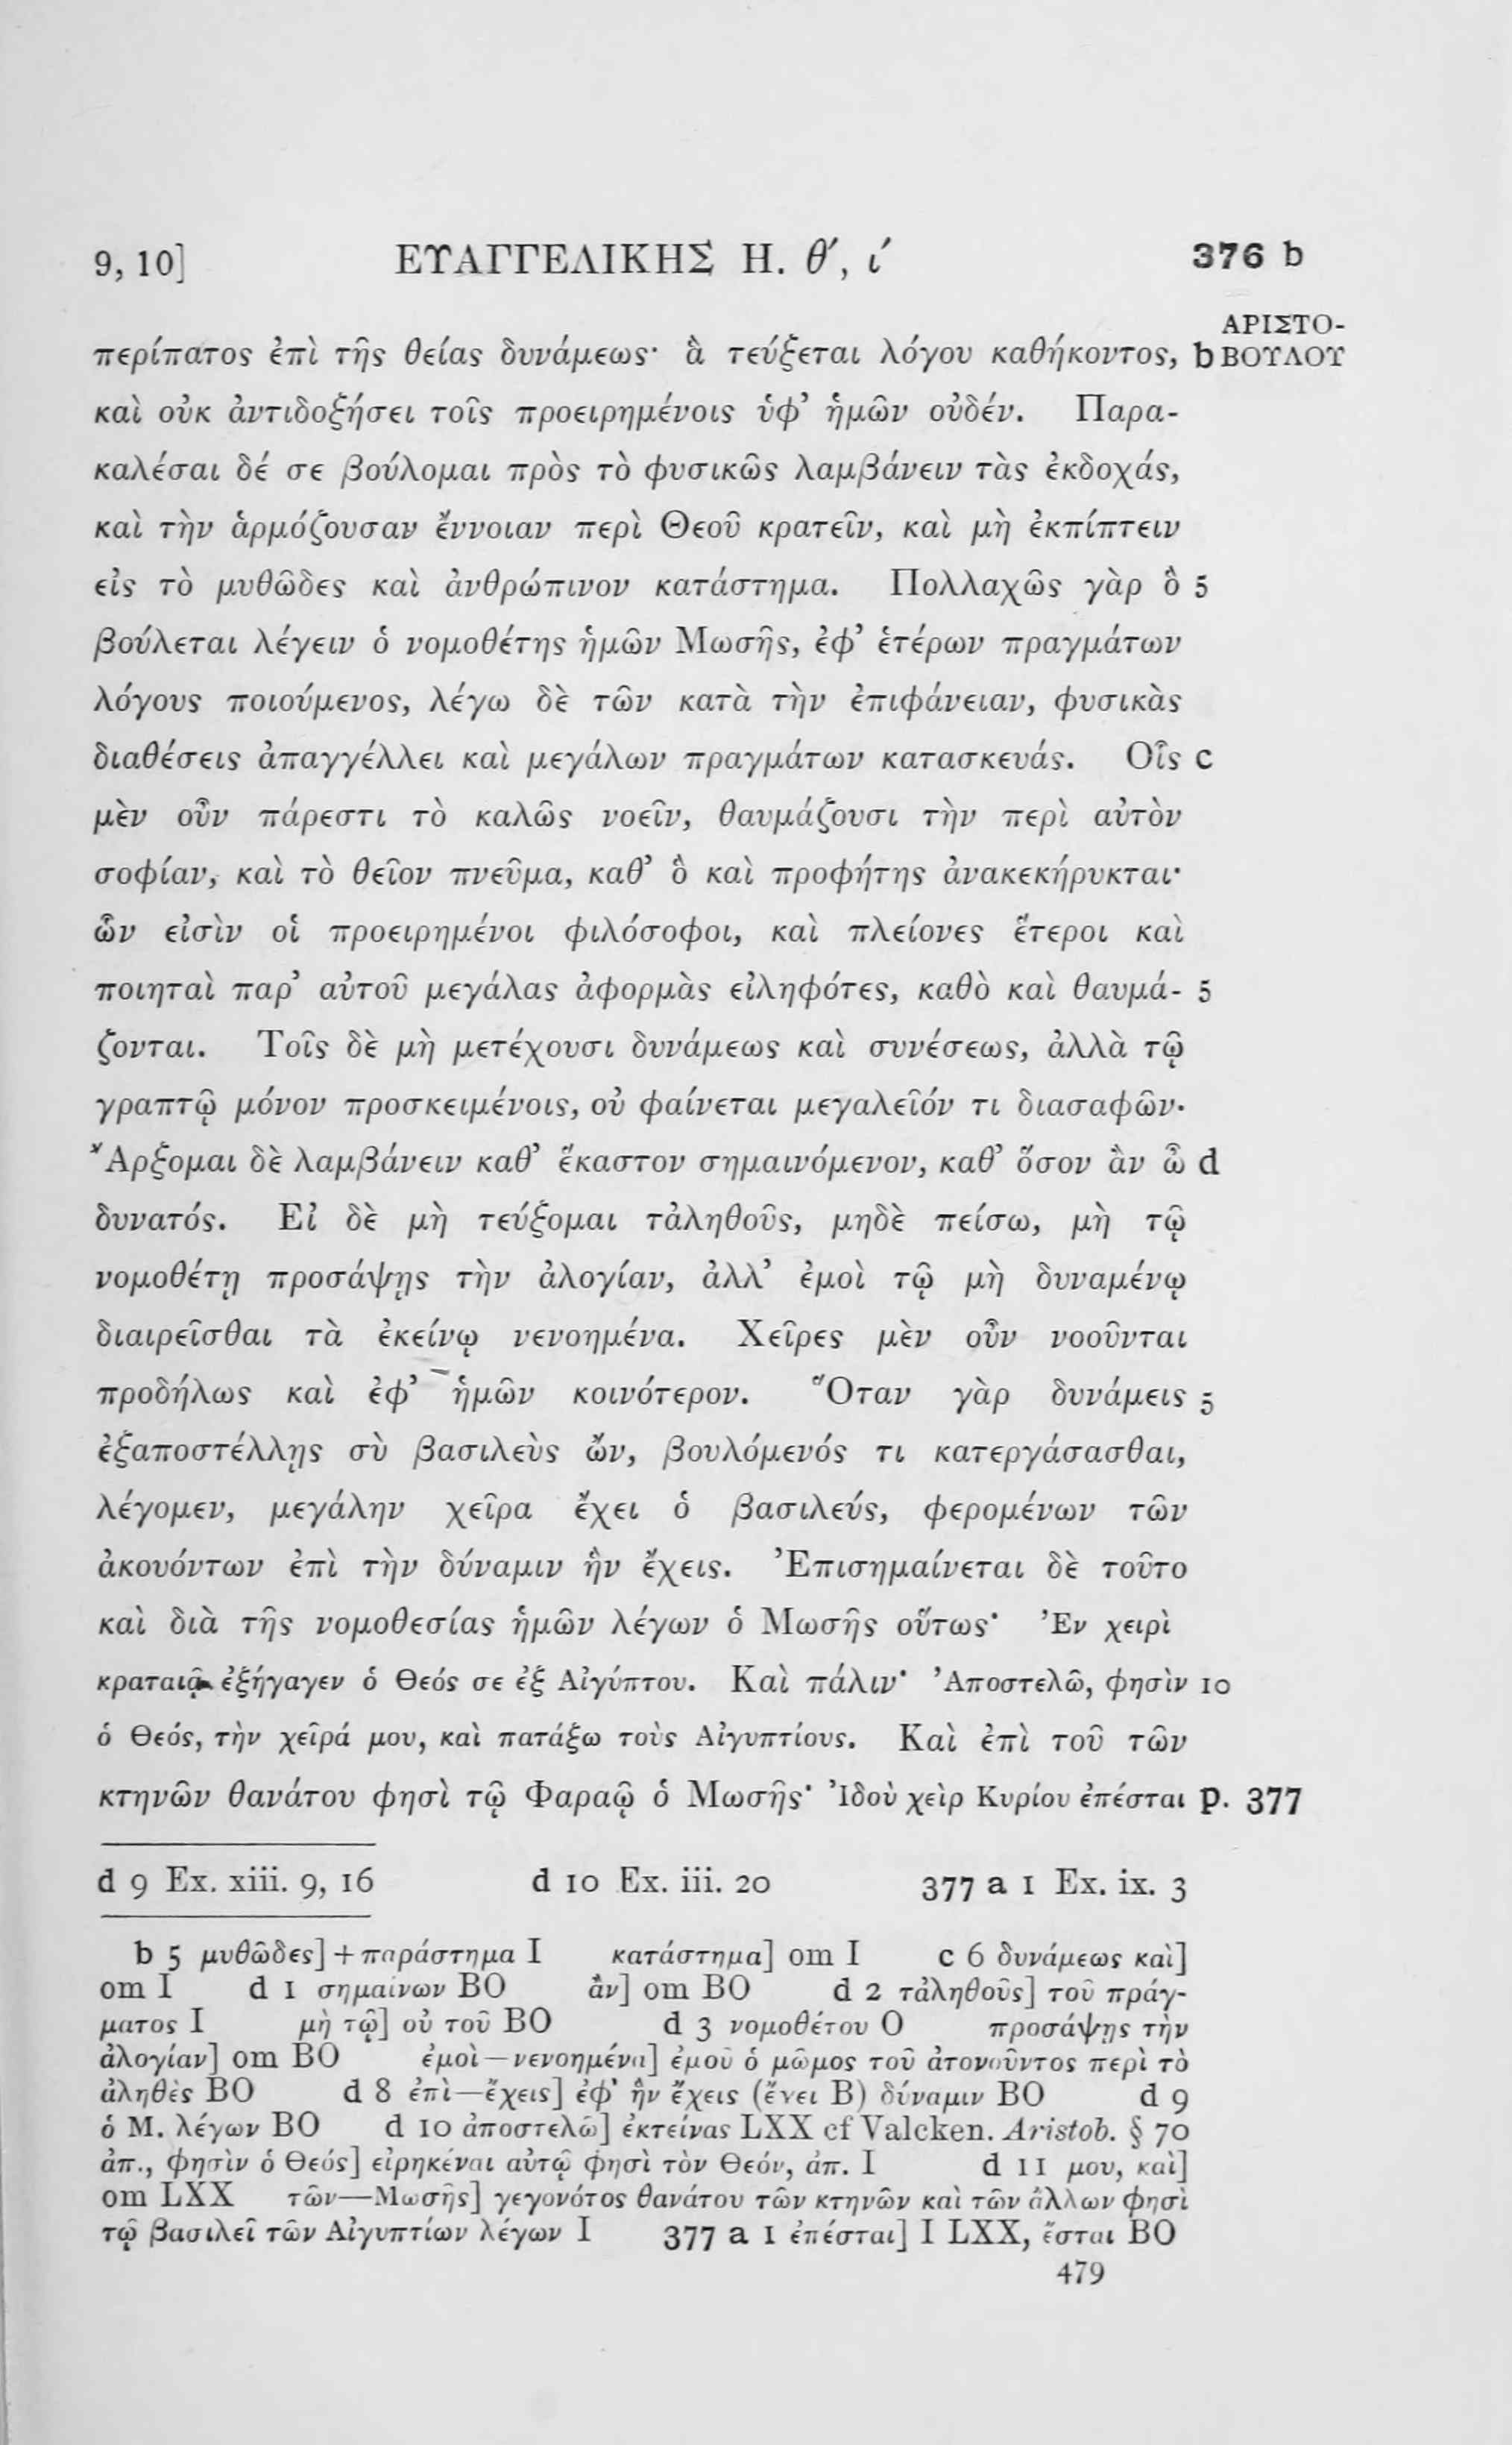 9, 10] ΕΥΑΓΓΕΛΙΚΗΣ Η. θ΄, ι΄ 376 b
ΑΡΙΣΤΟ-
περίπατος ἐπὶ τῆς θείας δυνάμεως· ἃ τεύξεται λόγου καθήκοντος, b ΒΟΥΛΟΥ
καὶ οὐκ ἀντιδοξήσει τοῖς προειρημένοις ὑφ’ ἡμῶν οὐδέν. Παρα-
καλέσαι δέ σε βούλομαι πρὸς τὸ φυσικῶς λαμβάνειν τὰς ἐκδοχάς,
καὶ τὴν ἁρμόζουσαν ἔννοιαν περὶ Θεοῦ κρατεῖν, καὶ μὴ ἐκπίπτειν
εἰς τὸ μυθῶδες καὶ ἀνθρώπινον κατάστημα. Πολλαχῶς γὰρ ὃ 5
βούλεται λέγειν ὁ νομοθέτης ἡμῶν Μωσῆς, ἐφ’ ἑτέρων πραγμάτων
λόγους ποιούμενος, λέγω δὲ τῶν κατὰ τὴν ἐπιφάνειαν, φυσικὰς
διαθέσεις ἀπαγγέλλει καὶ μεγάλων πραγμάτων κατασκευάς. Οἷς c
μὲν οὖν πάρεστι τὸ καλῶς νοεῖν, θαυμάζουσι τὴν περὶ αὐτὸν
σοφίαν, καὶ τὸ θεῖον πνεῦμα, καθ’ ὃ καὶ προφήτης ἀνακεκήρυκται·
ὧν εἰσὶν οἱ προειρημένοι φιλόσοφοι, καὶ πλείονες ἕτεροι καὶ
ποιηταὶ παρ’ αὐτοῦ μεγάλας ἀφορμὰς εἰληφότες, καθὸ καὶ θαυμά- 5
ζονται. Τοῖς δὲ μὴ μετέχουσι δυνάμεως καὶ συνέσεως, ἀλλὰ τῷ
γραπτῷ μόνον προσκειμένοις, οὐ φαίνεται μεγαλεῖόν τι διασαφῶν.
Ἄρξομαι δὲ λαμβάνειν καθ’ ἕκαστον σημαινόμενον, καθ’ ὅσον ἂν ὦ d
δυνατός. Εἰ δὲ μὴ τεύξομαι τἀληθοῦς, μηδὲ πείσω, μὴ τῷ
νομοθέτῃ προσάψῃς τὴν ἀλογίαν, ἀλλ’ ἐμοὶ τῷ μὴ δυναμένῳ
διαιρεῖσθαι τὰ ἐκείνῳ νενοημένα. Χεῖρες μὲν οὖν νοοῦνται
προδήλως καὶ ἐφ’ ἡμῶν κοινότερον. Ὅταν γὰρ δυνάμεις 5
ἐξαποστέλλῃς σὺ βασιλεὺς ὤν, βουλόμενός τι κατεργάσασθαι,
λέγομεν, μεγάλην χεῖρα ἔχει ὁ βασιλεύς, φερομένων τῶν
ἀκουόντων ἐπὶ τὴν δύναμιν ἣν ἔχεις. Ἐπισημαίνεται δὲ τοῦτο
καὶ διὰ τῆς νομοθεσίας ἡμῶν λέγων ὁ Μωσῆς οὕτως· Ἐν χειρὶ
κραταιᾷ ἐξήγαγεν ὁ Θεός σε ἐξ Αἰγύπτου. Καὶ πάλιν· Ἀποστελῶ, φησὶν 10
ὁ Θεός, τὴν χεῖρά μου, καὶ πατάξω τοὺς Αἰγυπτίους. Καὶ ἐπὶ τοῦ τῶν
κτηνῶν θανάτου φησὶ τῷ Φαραῷ ὁ Μωσῆς· Ἰδοὺ χεὶρ Κυρίου ἐπέσται p. 377
d 9 Ex. xiii. 9, 16 d 10 Ex. iii. 20 377 a 1 Ex. ix. 3
b 5 μυθῶδες] + παράστημα I κατάστημα] om I c 6 δυνάμεως καὶ]
om I d 1 σημαίνων BO ἂν] om BO d 2 τἀληθοῦς] τοῦ πράγ-
ματος I μὴ τῷ] οὐ τοῦ BO d 3 νομοθέτου O προσάψῃς τὴν
ἀλογίαν] om BO ἐμοὶ—νενοημένα] ἐμοῦ ὁ μῶμος τοῦ ἀτονοῦντος περὶ τὸ
ἀληθὲς BO d 8 ἐπὶ—ἔχεις] ἐφ’ ἣν ἔχεις (ἔχει B) δύναμιν BO d 9
ὁ Μ. λέγων BO d 10 ἀποστελῶ] ἐκτείνας LXX cf Valcken. Aristob. § 70
ἀπ., φησὶν ὁ Θεός] εἰρηκέναι αὐτῷ φησὶ τὸν Θεόν, ἀπ. I d 11 μου, καὶ]
om LXX τῶν—Μωσῆς] γεγονότος θανάτου τῶν κτηνῶν καὶ τῶν ἄλλων φησὶ
τῷ βασιλεῖ τῶν Αἰγυπτίων λέγων I 377 a 1 ἐπέσται] I LXX, ἔσται BO
479